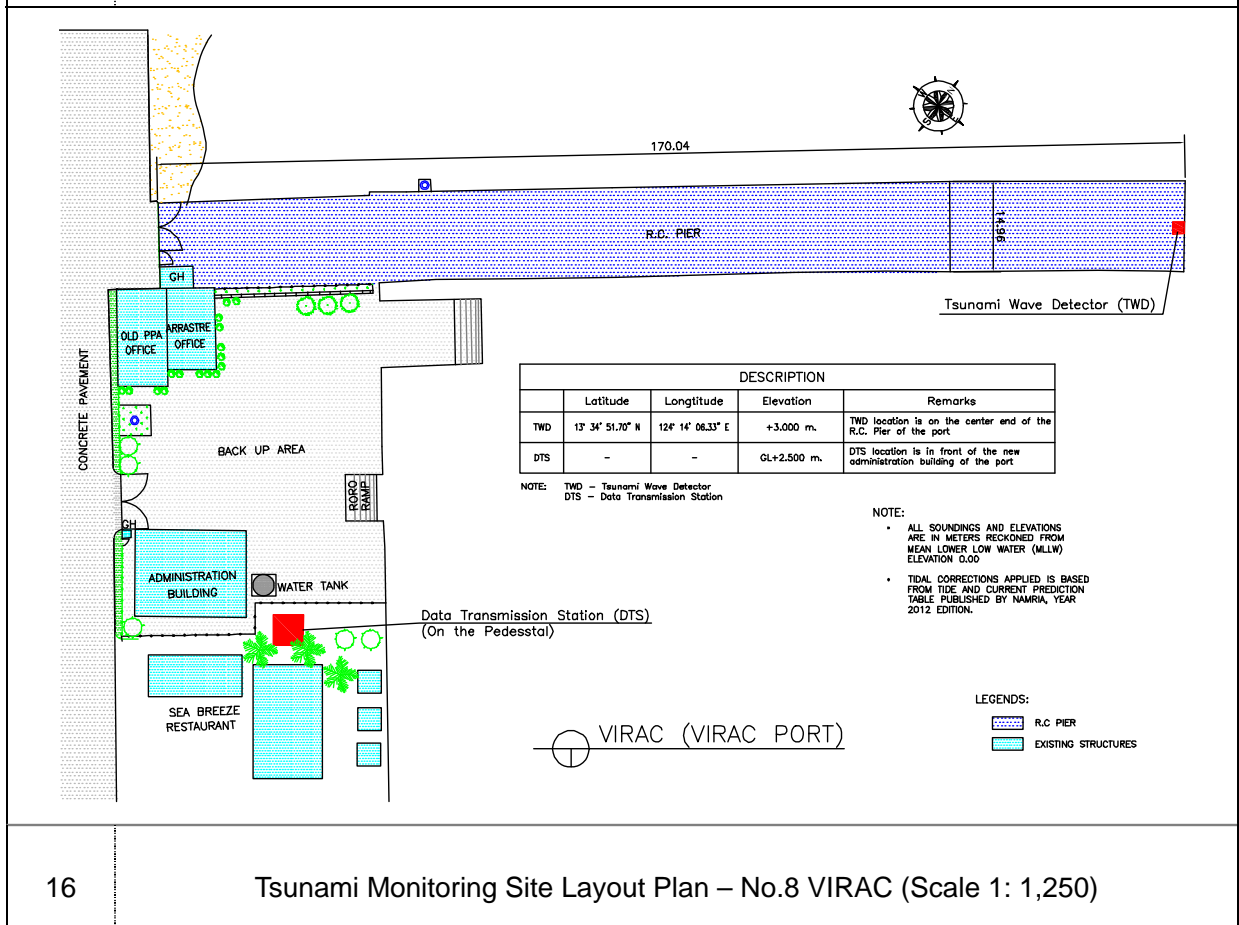 170.04
N
W
E
S
R.C. PIER
14.96
GH
Tsunami Wave Detector (TWD)
OLD PPA
OFFICE
ARRASTRE
OFFICE
CONCRETE PAVEMENT
BACK UP AREA
DESCRIPTION
Latitude Longtitude Elevation Remarks
TWD 13° 34' 51.70" N 124° 14' 06.33" E +3.000 m. TWD location is on the center end of the
R.C. Pier of the port
DTS - - GL+2.500 m. DTS location is in front of the new
administration building of the port
NOTE: TWD - Tsunami Wave Detector
DTS - Data Transmission Station
RORO
RAMP
GH
NOTE:
• ALL SOUNDINGS AND ELEVATIONS
ARE IN METERS RECKONED FROM
MEAN LOWER LOW WATER (MLLW)
ELEVATION 0.00
• TIDAL CORRECTIONS APPLIED IS BASED
FROM TIDE AND CURRENT PREDICTION
TABLE PUBLISHED BY NAMRIA, YEAR
2012 EDITION.
ADMINISTRATION
BUILDING
WATER TANK
Data Transmission Station (DTS)
(On the Pedesstal)
SEA BREEZE
RESTAURANT
VIRAC (VIRAC PORT)
LEGENDS:
R.C PIER
EXISTING STRUCTURES
16 Tsunami Monitoring Site Layout Plan – No.8 VIRAC (Scale 1: 1,250)